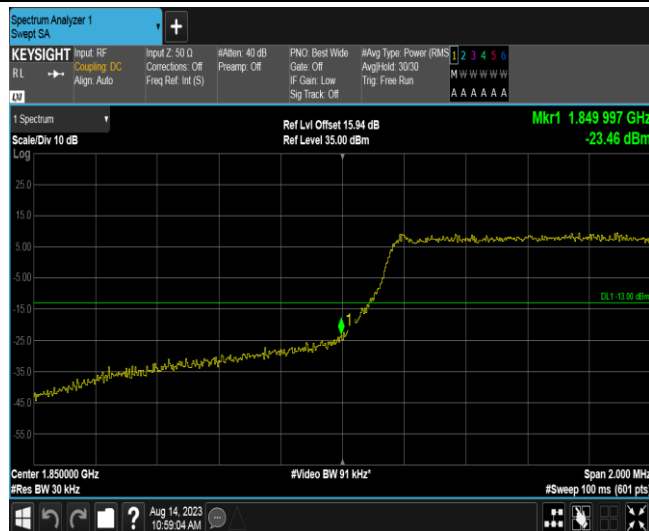 Spectrum Analyzer 1
Swept SA
+
KEYSIGHT
RL
LXI
Input: RF
Coupling: DC
Align: Auto
Input Z: 50 Ω
Corrections: Off
Freq Ref: Int (S)
#Atten: 40 dB
Preamp: Off
PNO: Best Wide
Gate: Off
IF Gain: Low
Sig Track: Off
#Avg Type: Power (RMS
Avg|Hold: 30/30
Trig: Free Run
1 2 3 4 5 6
M W W W W W
A A A A A A
1 Spectrum
Scale/Div 10 dB
Log
Ref Lvl Offset 15.94 dB
Ref Level 35.00 dBm
Mkr1 1.849 997 GHz
-23.46 dBm
25.0
15.0
5.00
-5.00
-15.0
-25.0
-35.0
-45.0
-55.0
DL1 -13.00 dBm
1
Center 1.850000 GHz
#Video BW 91 kHz*
Span 2.000 MHz
#Res BW 30 kHz
#Sweep 100 ms (601 pts)
?
Aug 14, 2023
10:59:04 AM